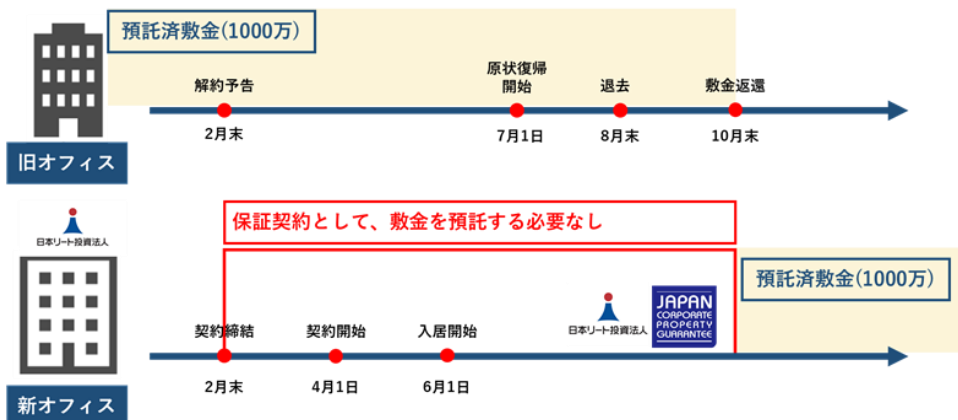 預託済敷金(1000万)
解約予告
原状復帰
開始
退去
敷金返還
2月末
7月1日
8月末
10月末
旧オフィス
保証契約として、敷金を預託する必要なし
日本リート投資法人
預託済敷金(1000万)
日本リート投資法人
JAPAN
CORPORATE
PROPERTY
GUARANTEE
契約締結
契約開始
入居開始
2月末
4月1日
6月1日
新オフィス